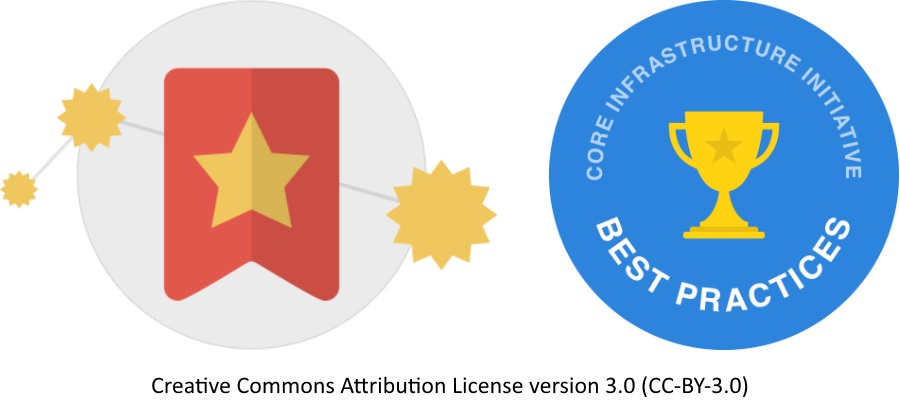 CORE INFRASTRUCTURE INITIATIVE
BEST PRACTICES
Creative Commons Attribution License version 3.0 (CC-BY-3.0)